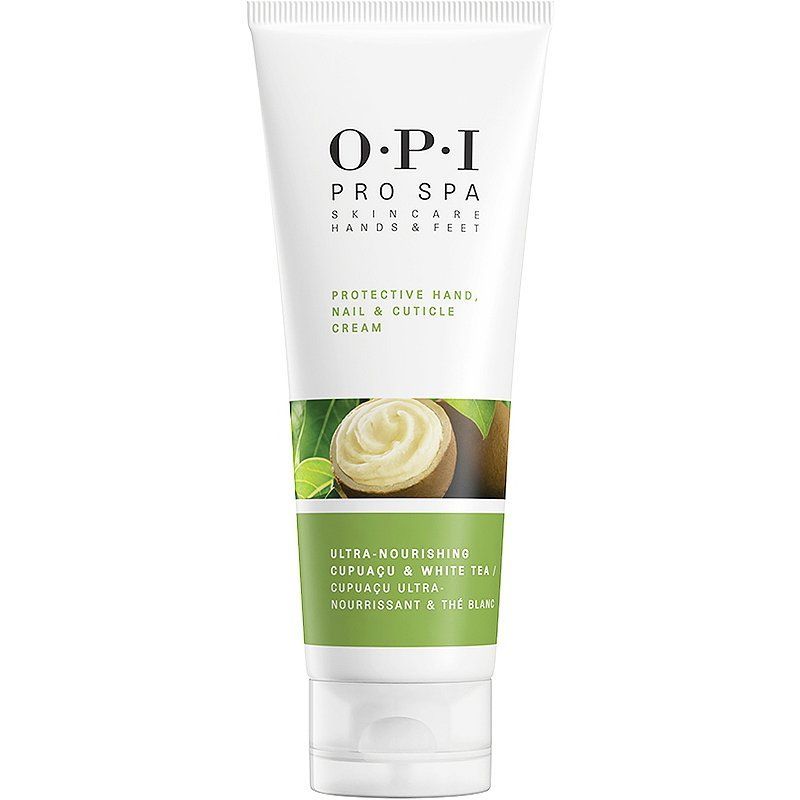 O·P·I
PRO SPA
SKINCARE
HANDS & FEET
PROTECTIVE HAND,
NAIL & CUTICLE
CREAM
ULTRA-NOURISHING
CUPUAÇU & WHITE TEA /
CUPUAÇU ULTRA-
NOURRISSANT & THÉ BLANC